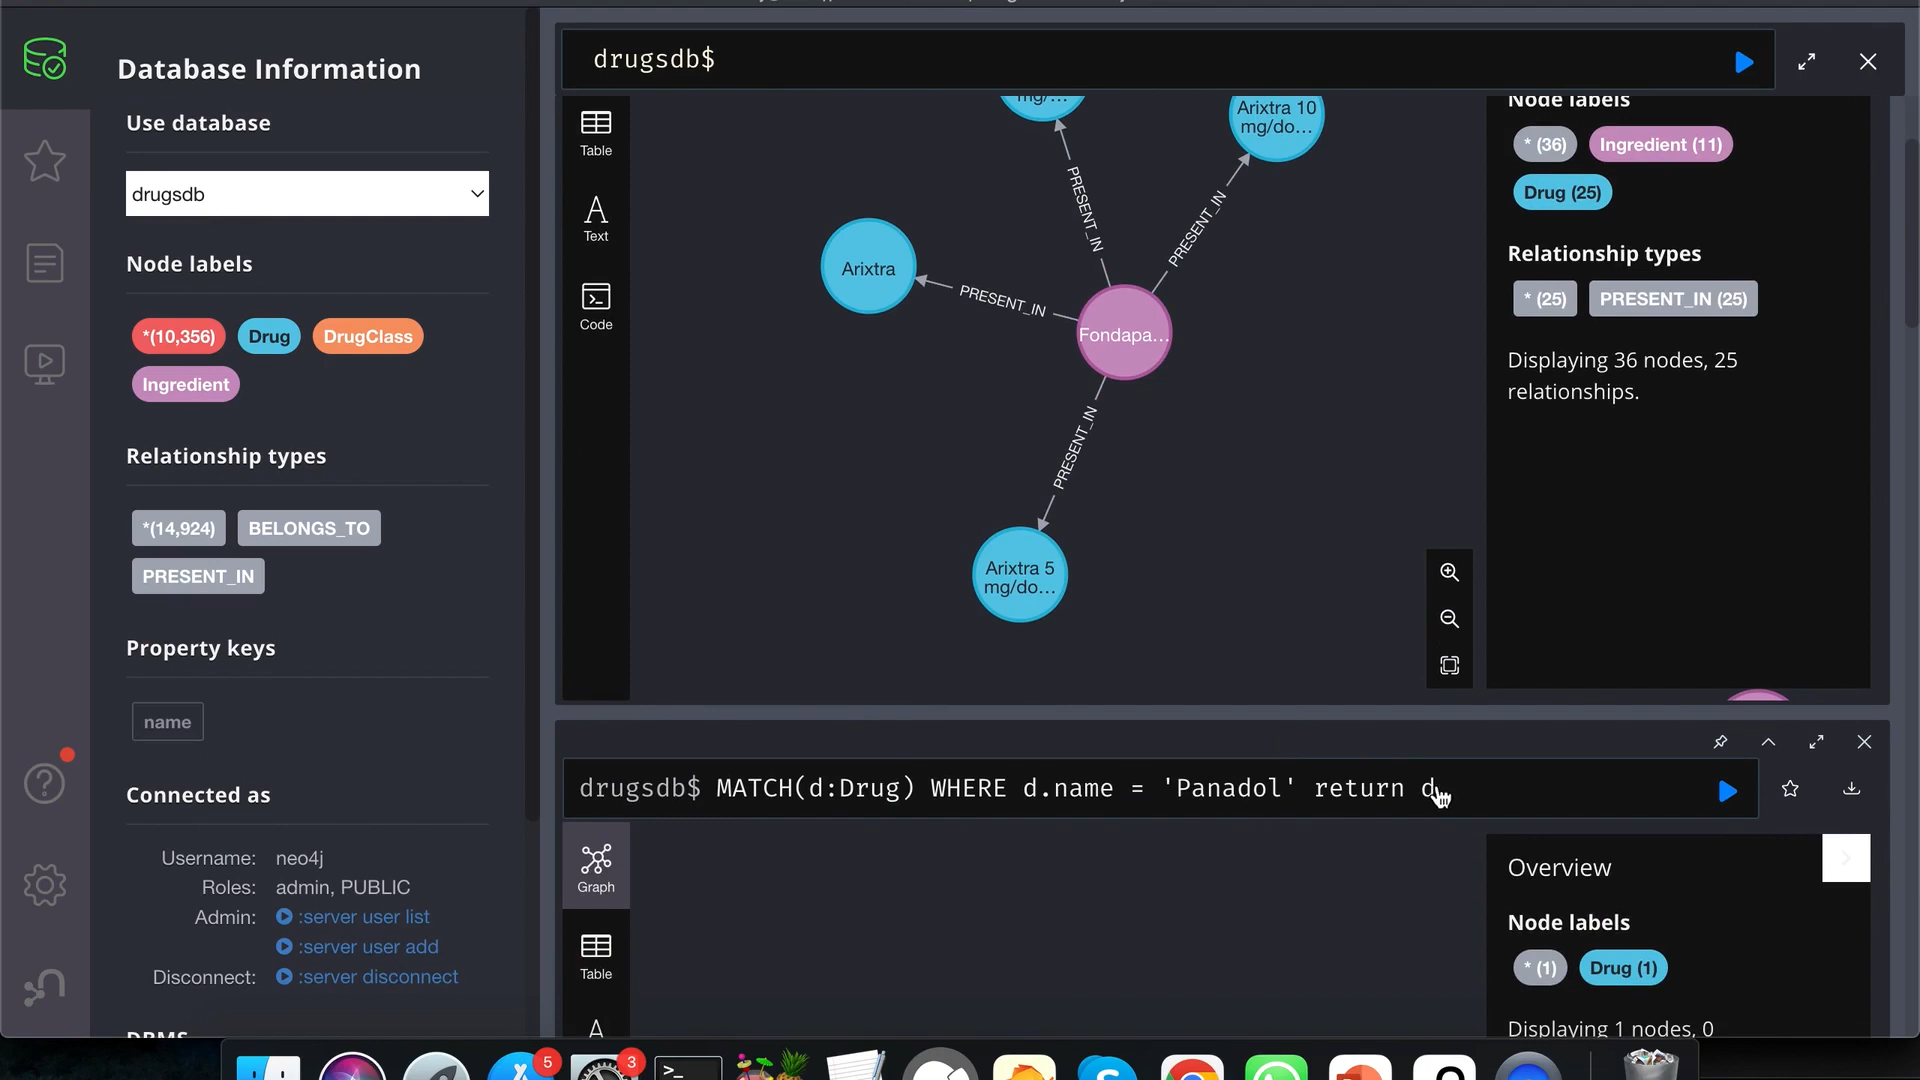 Database Information
Use database
drugsdb
Node labels
*(10,356) Drug DrugClass
Ingredient
Relationship types
*(14,924) BELONGS_TO
PRESENT_IN
Property keys
name
Connected as
Username: neo4j
Roles: admin, PUBLIC
Admin: :server user list
:server user add
Disconnect: :server disconnect
DBMS
drugsdb$
Table
Text
Code
mg/...
Arixtra 10
mg/do...
PRESENT_IN
PRESENT_IN
Arixtra
PRESENT_IN
Fondapa...
PRESENT_IN
Arixtra 5
mg/do...
Node labels
* (36) Ingredient (11)
Drug (25)
Relationship types
* (25) PRESENT_IN (25)
Displaying 36 nodes, 25
relationships.
drugsdb$ MATCH(d:Drug) WHERE d.name = 'Panadol' return d
Graph
Table
A
Overview
Node labels
* (1) Drug (1)
Displaying 1 nodes, 0
5
3
>_